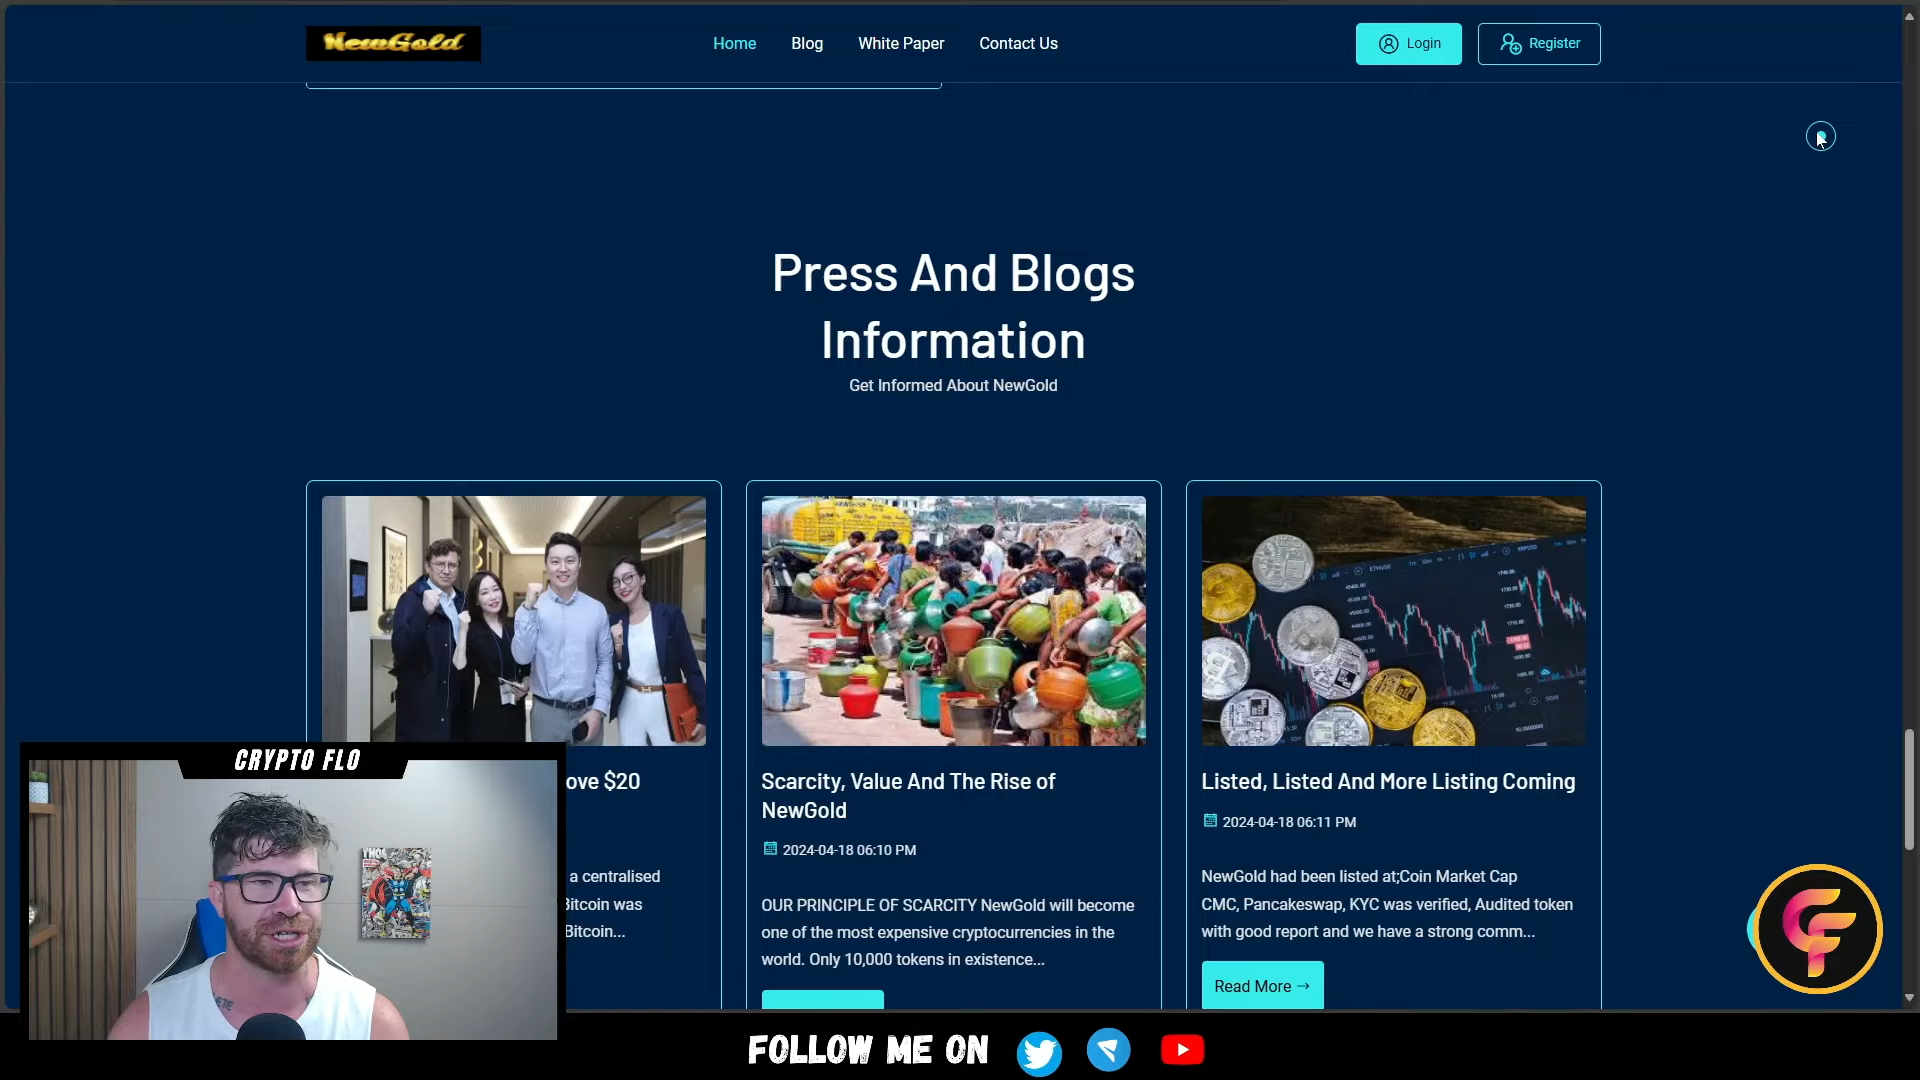 NewGold
Home
Blog
White Paper
Contact Us
Login
Register
Press And Blogs
Information
Get Informed About NewGold
ove $20
a centralised
Bitcoin was
Bitcoin...
Scarcity, Value And The Rise of
NewGold
2024-04-18 06:10 PM
OUR PRINCIPLE OF SCARCITY NewGold will become
one of the most expensive cryptocurrencies in the
world. Only 10,000 tokens in existence...
Listed, Listed And More Listing Coming
2024-04-18 06:11 PM
NewGold had been listed at;Coin Market Cap
CMC, Pancakeswap, KYC was verified, Audited token
with good report and we have a strong comm...
Read More →
CRYPTO FLO
FOLLOW ME ON